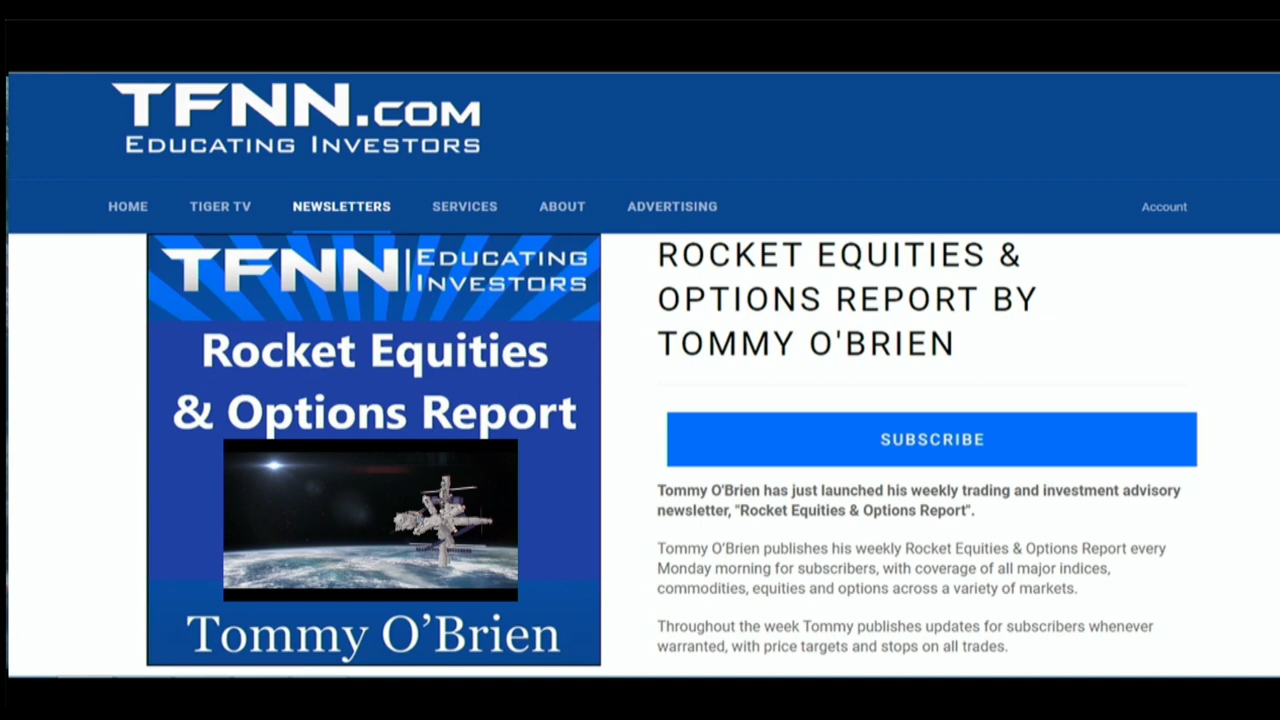 TFNN.COM
EDUCATING INVESTORS
HOME TIGER TV NEWSLETTERS SERVICES ABOUT ADVERTISING Account
TFNN EDUCATING
INVESTORS
Rocket Equities
& Options Report
Tommy O’Brien
ROCKET EQUITIES &
OPTIONS REPORT BY
TOMMY O'BRIEN
SUBSCRIBE
Tommy O'Brien has just launched his weekly trading and investment advisory
newsletter, "Rocket Equities & Options Report".
Tommy O’Brien publishes his weekly Rocket Equities & Options Report every
Monday morning for subscribers, with coverage of all major indices,
commodities, equities and options across a variety of markets.
Throughout the week Tommy publishes updates for subscribers whenever
warranted, with price targets and stops on all trades.